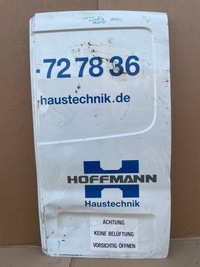 -72 78 36
-haustechnik.de
HOFFMANN
Haustechnik
ACHTUNG
KEINE BELÜFTUNG
VORSICHTIG ÖFFNEN